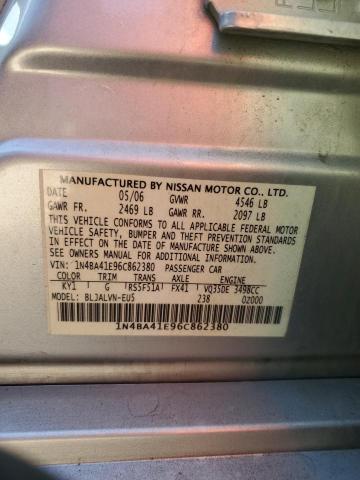 MANUFACTURED BY NISSAN MOTOR CO., LTD.
DATE 05/06 GVWR 4546 LB
GAWR FR. 2469 LB GAWR RR. 2097 LB
THIS VEHICLE CONFORMS TO ALL APPLICABLE FEDERAL MOTOR
VEHICLE SAFETY, BUMPER AND THEFT PREVENTION STANDARDS
IN EFFECT ON THE DATE OF MANUFACTURE SHOWN ABOVE.
SEE OWNERS MANUAL FOR ADDITIONAL INFORMATION.
VIN: 1N4BA41E96C862380 PASSENGER CAR
COLOR TRIM TRANS AXLE ENGINE
KY1 G RS5F51A FX41 VQ35DE 3498CC
MODEL: BLJALVN-EU5 238 02000
1N4BA41E96C862380